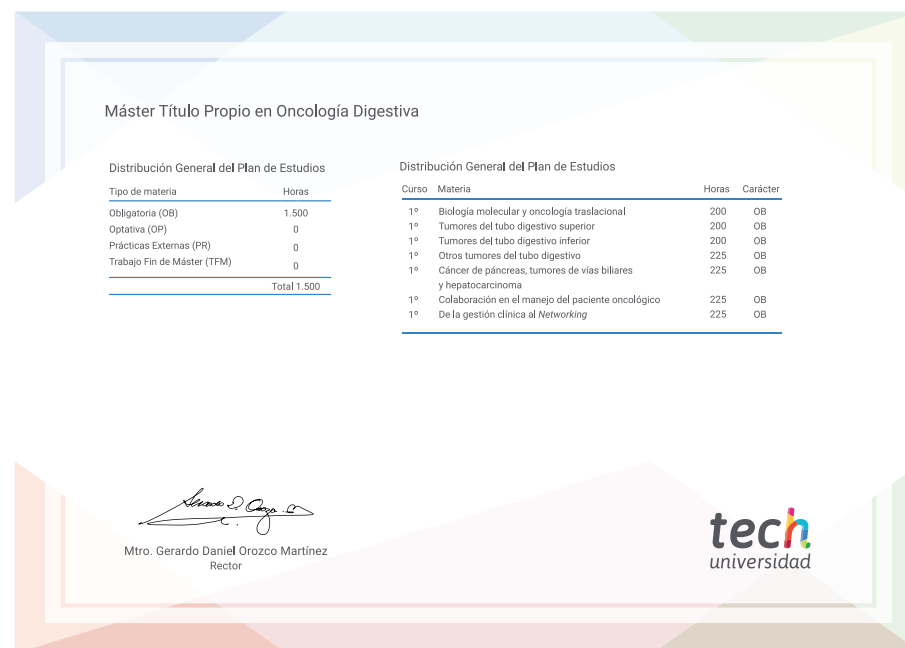 Máster Título Propio en Oncología Digestiva
Distribución General del Plan de Estudios
Tipo de materia Horas
Obligatoria (OB) 1.500
Optativa (OP) 0
Prácticas Externas (PR) 0
Trabajo Fin de Máster (TFM) 0
Total 1.500
Distribución General del Plan de Estudios
Curso Materia Horas Carácter
1º Biología molecular y oncología traslacional 200 OB
1º Tumores del tubo digestivo superior 200 OB
1º Tumores del tubo digestivo inferior 200 OB
1º Otros tumores del tubo digestivo 225 OB
1º Cáncer de páncreas, tumores de vías biliares 225 OB
y hepatocarcinoma
1º Colaboración en el manejo del paciente oncológico 225 OB
1º De la gestión clínica al Networking 225 OB
Mtro. Gerardo Daniel Orozco Martínez
Rector
tech
universidad